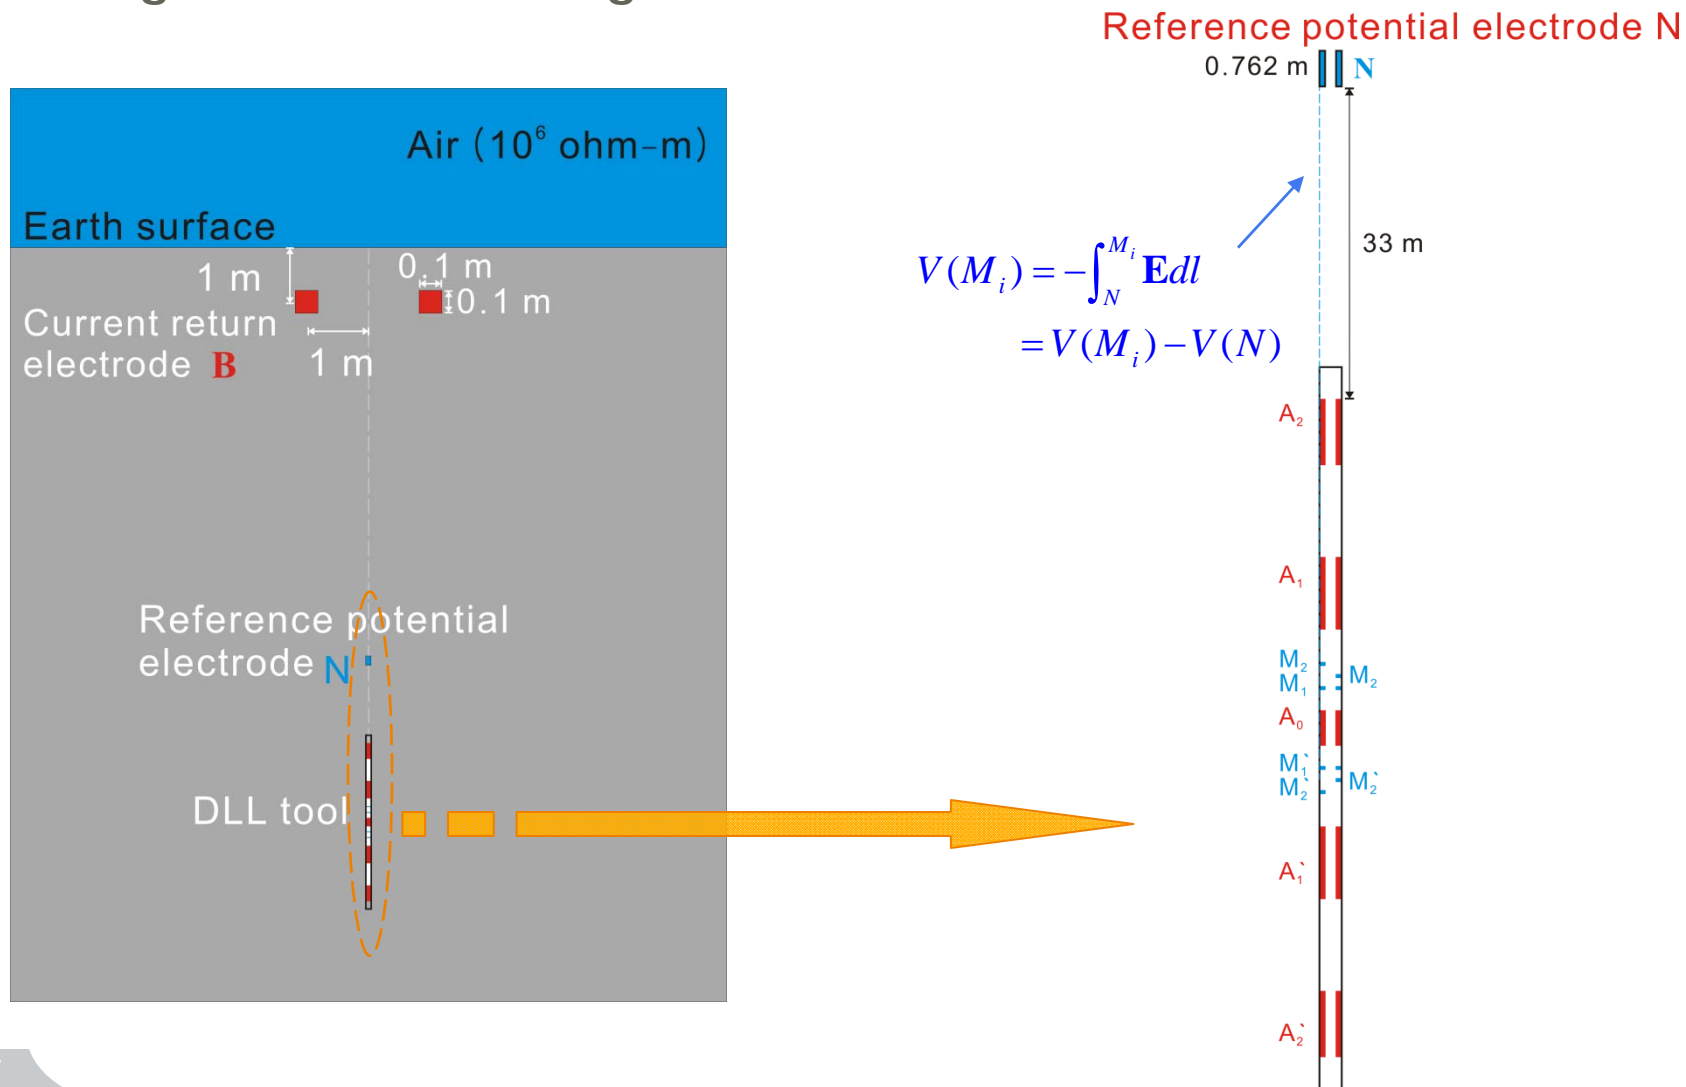 Reference potential electrode N
0.762 m N
Air (10⁶ ohm-m)
Earth surface
1 m
0.1 m
0.1 m
Current return
electrode B
1 m
33 m
V(Mᵢ) = −∫_N^{Mᵢ} Edl
= V(Mᵢ) − V(N)
Reference potential
electrode N
DLL tool
A₂
A₁
M₂
M₂
M₁
A₀
M₁`
M₂`
M₂`
A₁`
A₂`